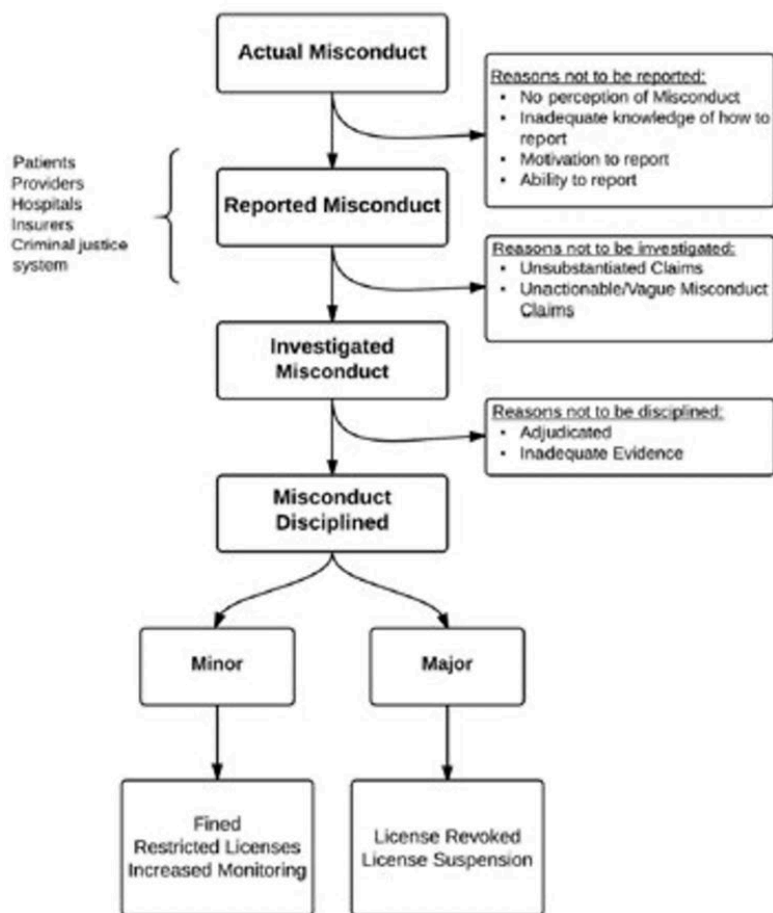 Actual Misconduct
Reasons not to be reported:
• No perception of Misconduct
• Inadequate knowledge of how to
report
• Motivation to report
• Ability to report
Patients
Providers
Hospitals
Insurers
Criminal justice
system
Reported Misconduct
Reasons not to be investigated:
• Unsubstantiated Claims
• Unactionable/Vague Misconduct
Claims
Investigated
Misconduct
Reasons not to be disciplined:
• Adjudicated
• Inadequate Evidence
Misconduct
Disciplined
Minor
Major
Fined
Restricted Licenses
Increased Monitoring
License Revoked
License Suspension